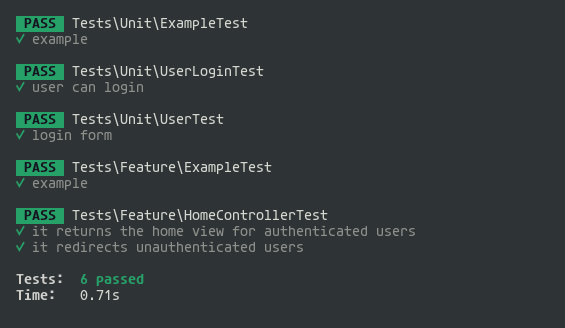 PASS Tests\Unit\ExampleTest
✓ example
PASS Tests\Unit\UserLoginTest
✓ user can login
PASS Tests\Unit\UserTest
✓ login form
PASS Tests\Feature\ExampleTest
✓ example
PASS Tests\Feature\HomeControllerTest
✓ it returns the home view for authenticated users
✓ it redirects unauthenticated users
Tests: 6 passed
Time: 0.71s